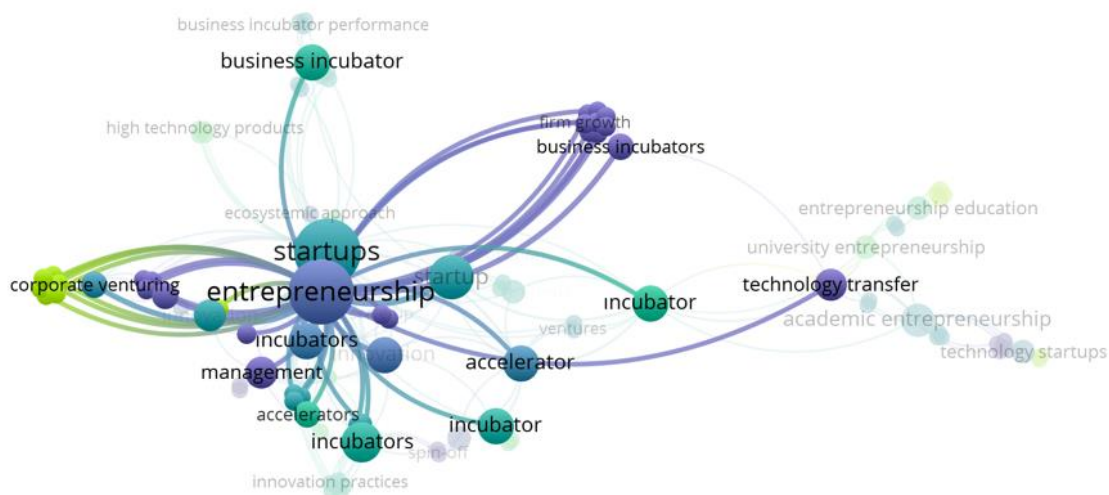 business incubator performance
business incubator
high technology products
firm growth
business incubators
ecosystemic approach
entrepreneurship education
startups
university entrepreneurship
startup
corporate venturing
entrepreneurship
technology transfer
incubator
academic entrepreneurship
ventures
incubators
innovation
technology startups
accelerator
management
accelerators
incubator
incubators
spin-off
innovation practices